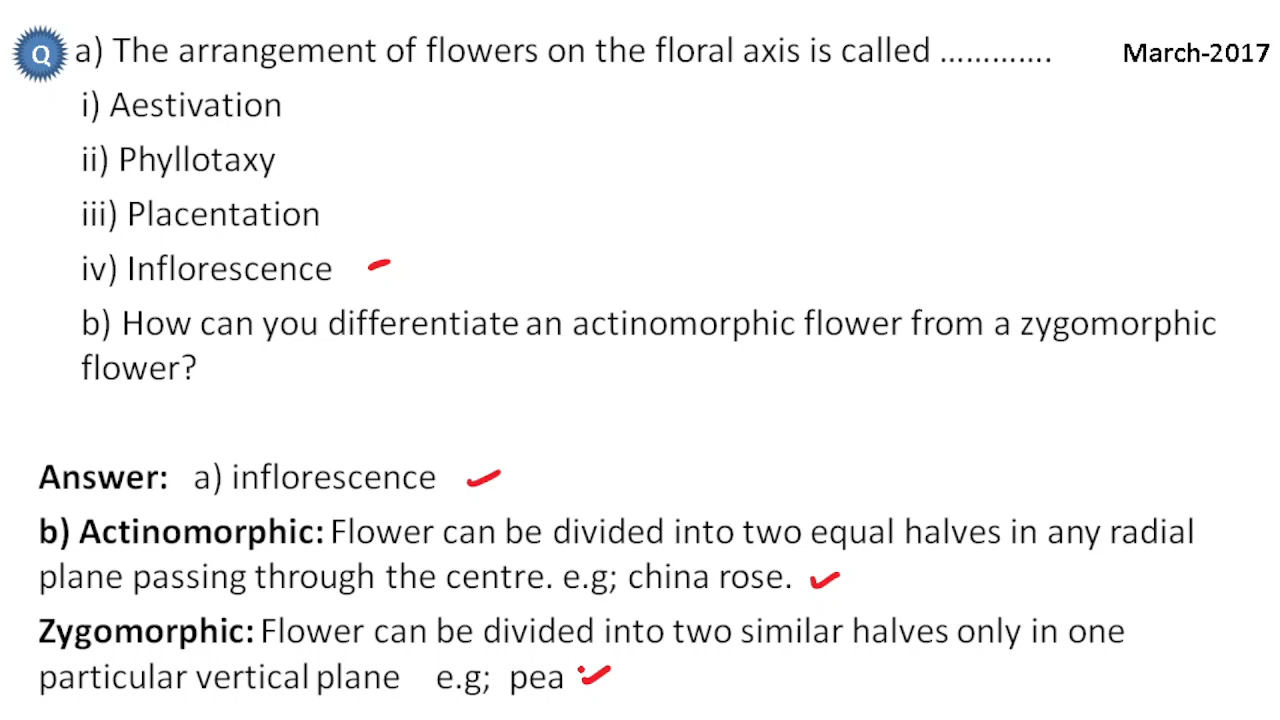 Q a) The arrangement of flowers on the floral axis is called ............. March-2017
i) Aestivation
ii) Phyllotaxy
iii) Placentation
iv) Inflorescence
b) How can you differentiate an actinomorphic flower from a zygomorphic
flower?
Answer: a) inflorescence
b) Actinomorphic: Flower can be divided into two equal halves in any radial
plane passing through the centre. e.g; china rose.
Zygomorphic: Flower can be divided into two similar halves only in one
particular vertical plane e.g; pea